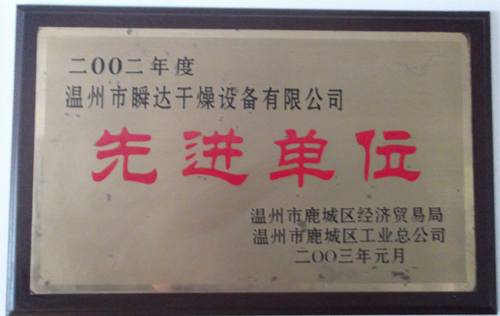 二OO二年度
温州市瞬达干燥设备有限公司
先进单位
温州市鹿城区经济贸易局
温州市鹿城区工业总公司
二OO三年元月